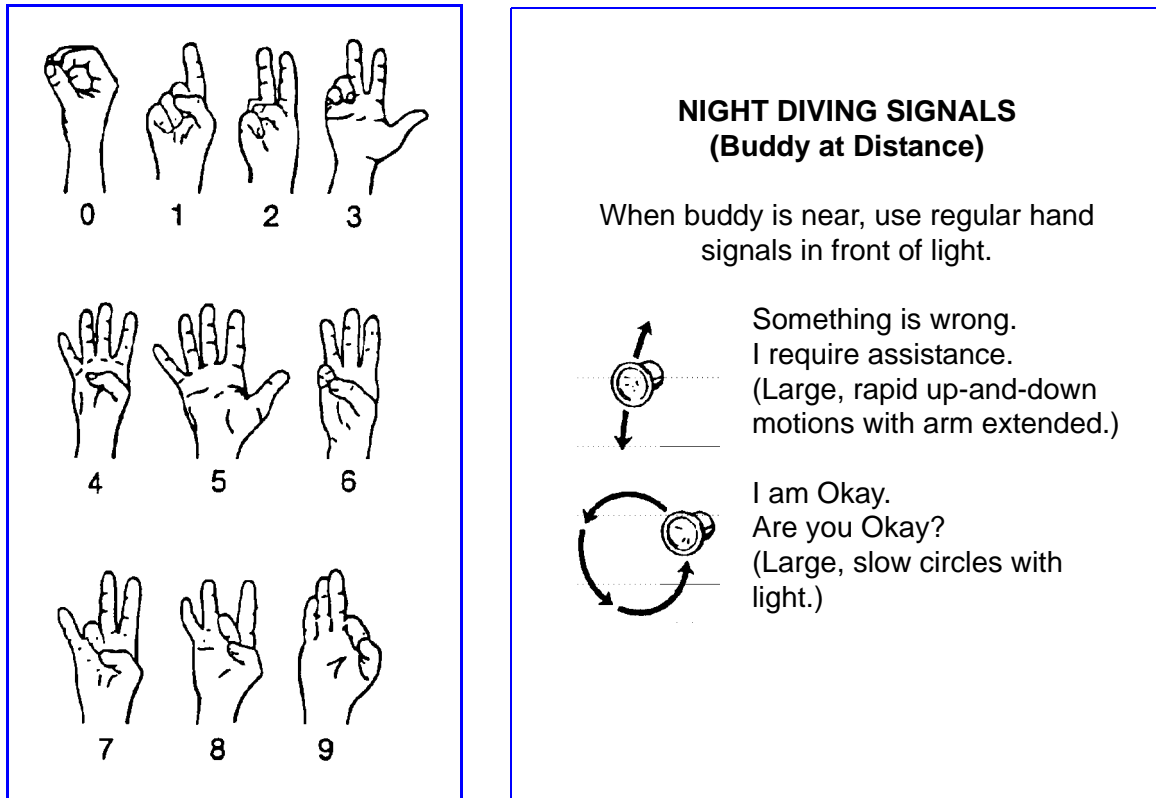 0 1 2 3
4 5 6
7 8 9
NIGHT DIVING SIGNALS
(Buddy at Distance)
When buddy is near, use regular hand
signals in front of light.
Something is wrong.
I require assistance.
(Large, rapid up-and-down
motions with arm extended.)
I am Okay.
Are you Okay?
(Large, slow circles with
light.)